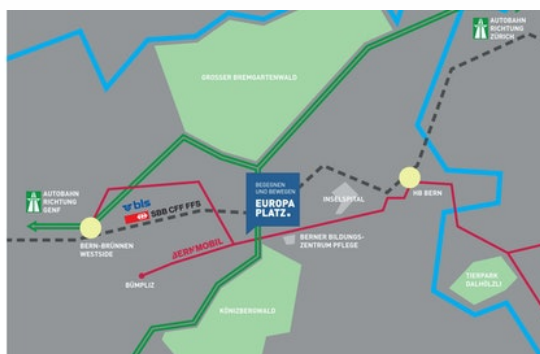 AUTOBAHN
RICHTUNG
ZÜRICH
GROSSER BREMGARTENWALD
BEGEGNEN
UND BEWEGEN
EUROPA
PLATZ.
AUTOBAHN
RICHTUNG
GENF
bls
SBB CFF FFS
INSELSPITAL
HB BERN
BERN-BRÜNNEN
WESTSIDE
BERNMOBIL
BERNER BILDUNGS-
ZENTRUM PFLEGE
BÜMPLIZ
TIERPARK
DALHÖLZLI
KÖNIZBERGWALD